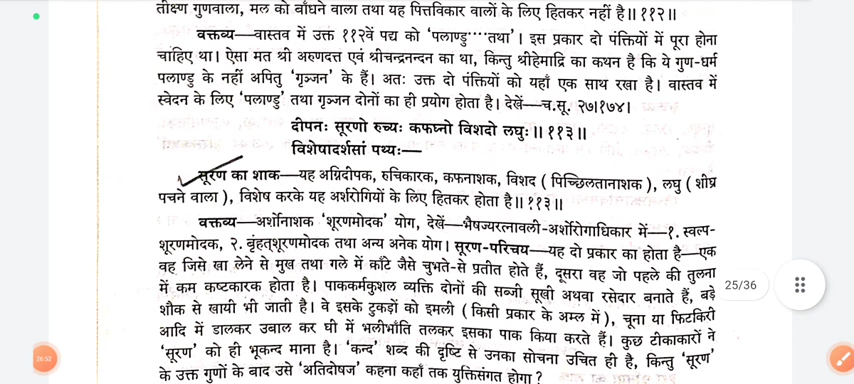 तीक्ष्ण गुणवाला, मल को बाँधने वाला तथा यह पित्तविकार वालों के लिए हितकर नहीं है॥ ११२॥
वक्तव्य—वास्तव में उक्त ११२वें पद्य को 'पलाण्डु····तथा'। इस प्रकार दो पंक्तियों में पूरा होना
चाहिए था। ऐसा मत श्री अरुणदत्त एवं श्रीचन्द्रनन्दन का था, किन्तु श्रीहेमाद्रि का कथन है कि ये गुण-धर्म
पलाण्डु के नहीं अपितु 'गृञ्जन' के हैं। अतः उक्त दो पंक्तियों को यहाँ एक साथ रखा है। वास्तव में
स्वेदन के लिए 'पलाण्डु' तथा गृञ्जन दोनों का ही प्रयोग होता है। देखें—च.सू. २७।१७४।
दीपनः सूरणो रुच्यः कफघ्नो विशदो लघुः॥ ११३॥
विशेषादर्शसां पथ्यः—
सूरण का शाक—यह अग्निदीपक, रुचिकारक, कफनाशक, विशद (पिच्छिलतानाशक), लघु (शीघ्र
पचने वाला), विशेष करके यह अर्शरोगियों के लिए हितकर होता है॥ ११३॥
वक्तव्य—अर्शोनाशक 'शूरणमोदक' योग, देखें—भैषज्यरत्नावली-अर्शोरोगाधिकार में—१. स्वल्प-
शूरणमोदक, २. बृहत्शूरणमोदक तथा अन्य अनेक योग। सूरण-परिचय—यह दो प्रकार का होता है—एक
वह जिसे खा लेने से मुख तथा गले में काँटे जैसे चुभते-से प्रतीत होते हैं, दूसरा वह जो पहले की तुलना
में कम कष्टकारक होता है। पाककर्मकुशल व्यक्ति दोनों की सब्जी सूखी अथवा रसेदार बनाते हैं, बड़े
शौक से खायी भी जाती है। वे इसके टुकड़ों को इमली (किसी प्रकार के अम्ल में), चूना या फिटकिरी
आदि में डालकर उबाल कर घी में भलीभाँति तलकर इसका पाक किया करते हैं। कुछ टीकाकारों ने
'सूरण' को ही भूकन्द माना है। 'कन्द' शब्द की दृष्टि से उनका सोचना उचित ही है, किन्तु 'सूरण'
के उक्त गुणों के बाद उसे 'अतिदोषज' कहना कहाँ तक युक्तिसंगत होगा?
25/36
26:52